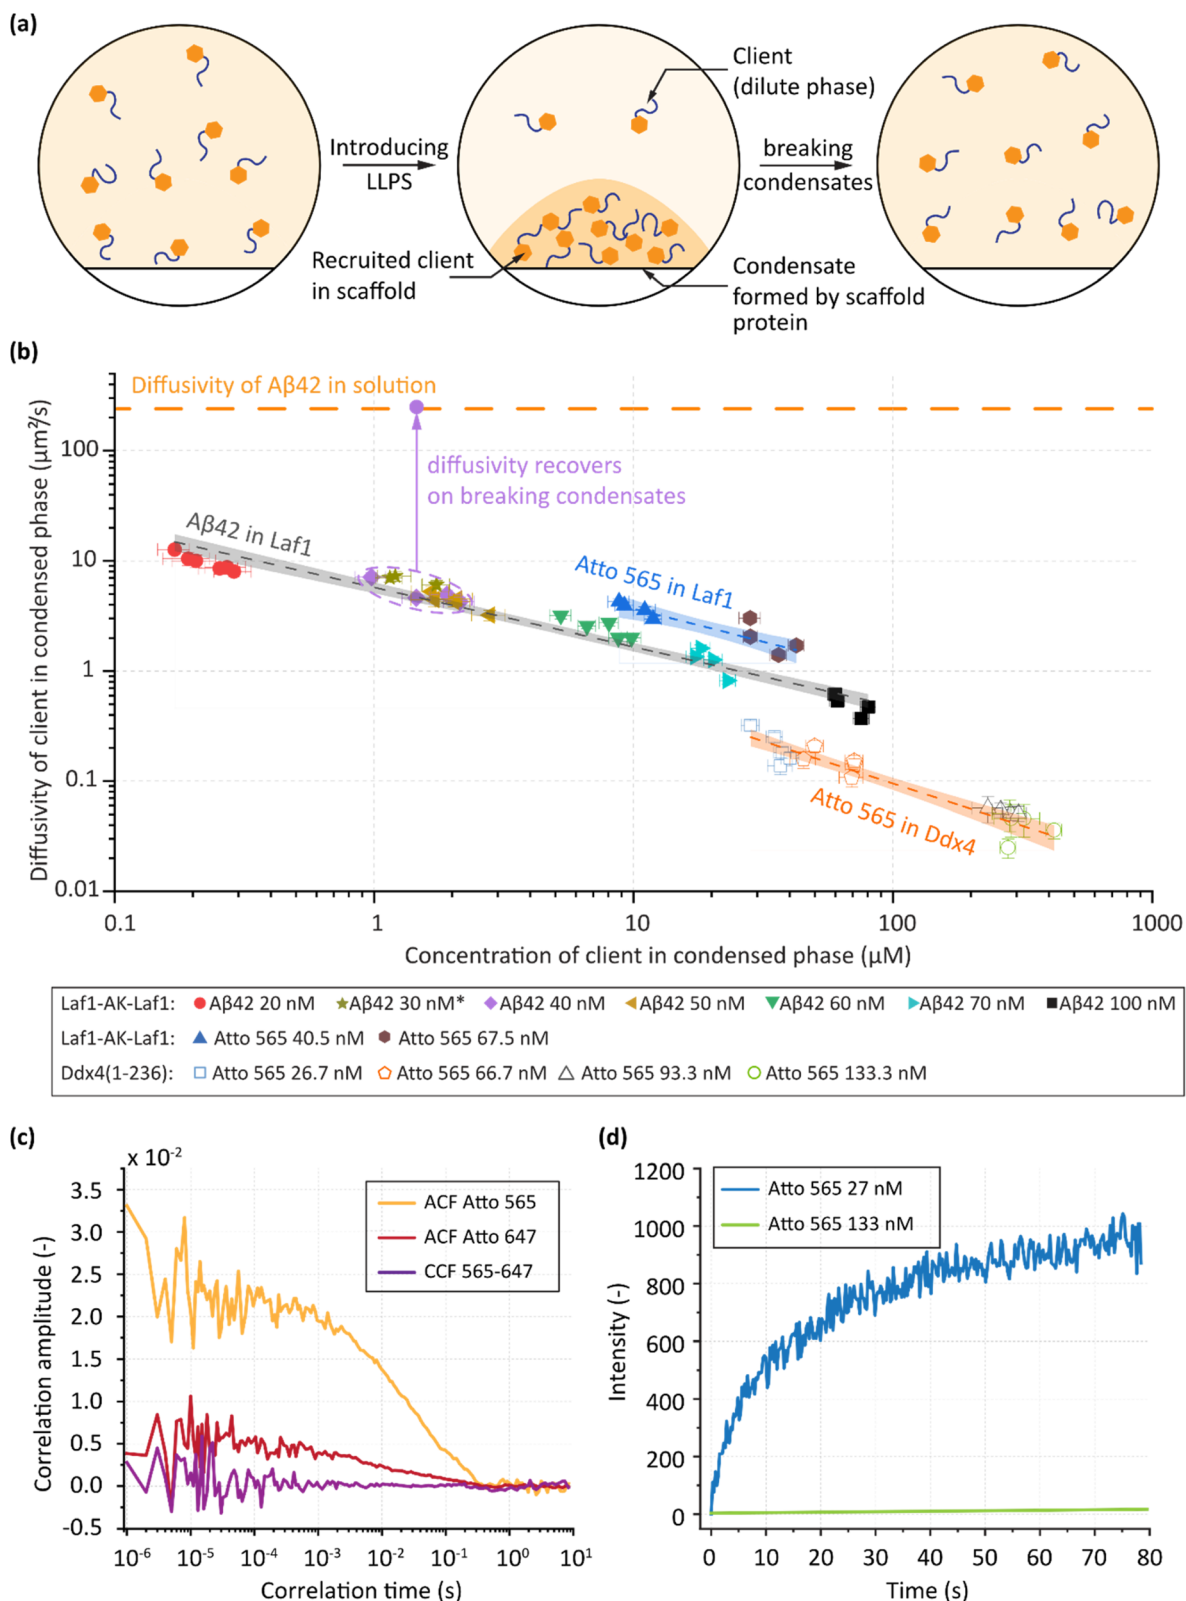 (a)
Introducing
LLPS
Client
(dilute phase)
breaking
condensates
Recruited client
in scaffold
Condensate
formed by scaffold
protein
(b)
Diffusivity of client in condensed phase (µm²/s)
Diffusivity of Aβ42 in solution
diffusivity recovers
on breaking condensates
Aβ42 in Laf1
Atto 565 in Laf1
Atto 565 in Ddx4
100
10
1
0.1
0.01
0.1
1
10
100
1000
Concentration of client in condensed phase (µM)
Laf1-AK-Laf1: Aβ42 20 nM Aβ42 30 nM* Aβ42 40 nM Aβ42 50 nM Aβ42 60 nM Aβ42 70 nM Aβ42 100 nM
Laf1-AK-Laf1: Atto 565 40.5 nM Atto 565 67.5 nM
Ddx4(1-236): Atto 565 26.7 nM Atto 565 66.7 nM Atto 565 93.3 nM Atto 565 133.3 nM
(c)
x 10⁻²
Correlation amplitude (-)
3.5
3.0
2.5
2.0
1.5
1.0
0.5
0.0
-0.5
ACF Atto 565
ACF Atto 647
CCF 565-647
10⁻⁶ 10⁻⁵ 10⁻⁴ 10⁻³ 10⁻² 10⁻¹ 10⁰ 10¹
Correlation time (s)
(d)
Intensity (-)
1200
1000
800
600
400
200
0
Atto 565 27 nM
Atto 565 133 nM
0 10 20 30 40 50 60 70 80
Time (s)